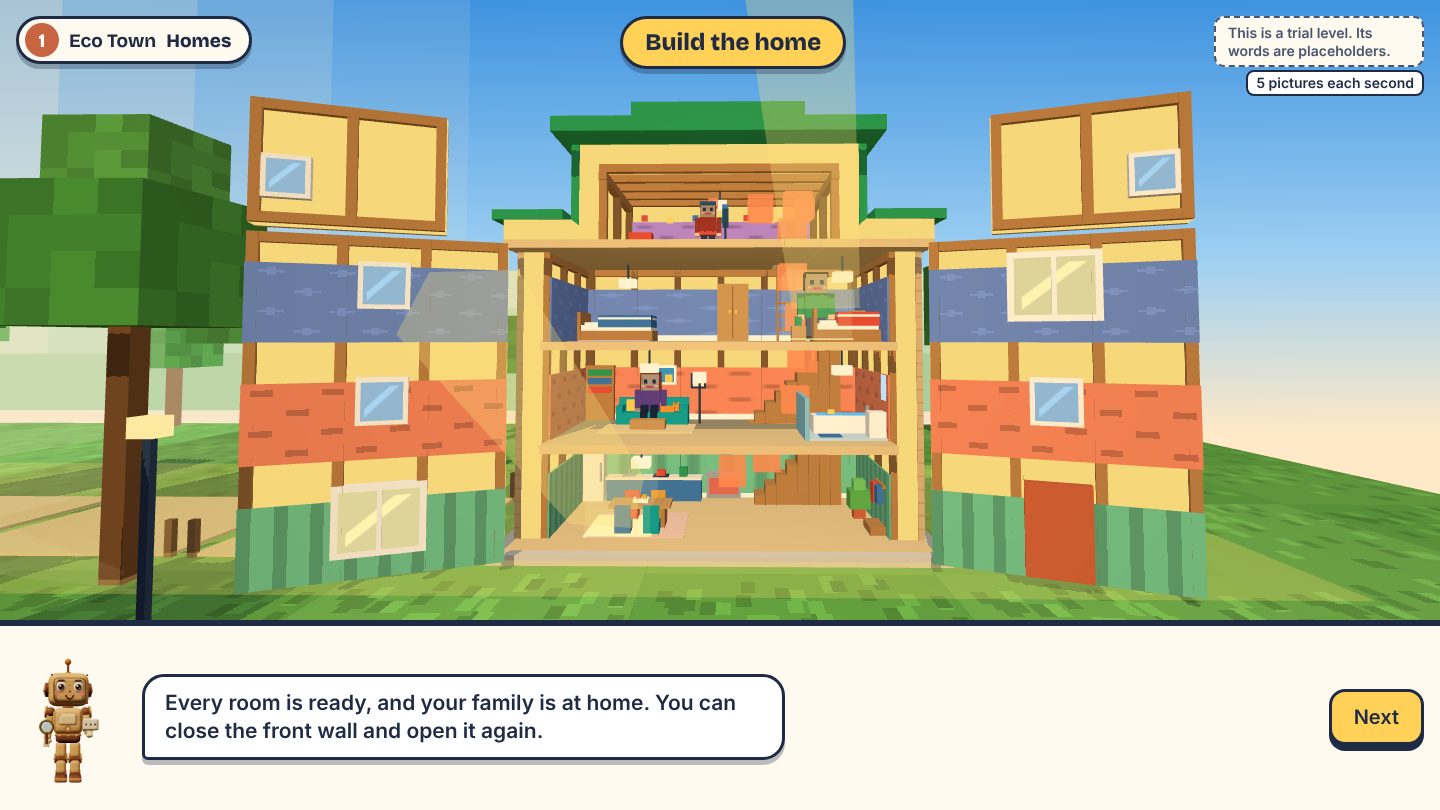 1 Eco Town Homes
Build the home
This is a trial level. Its
words are placeholders.
5 pictures each second
Every room is ready, and your family is at home. You can
close the front wall and open it again.
Next